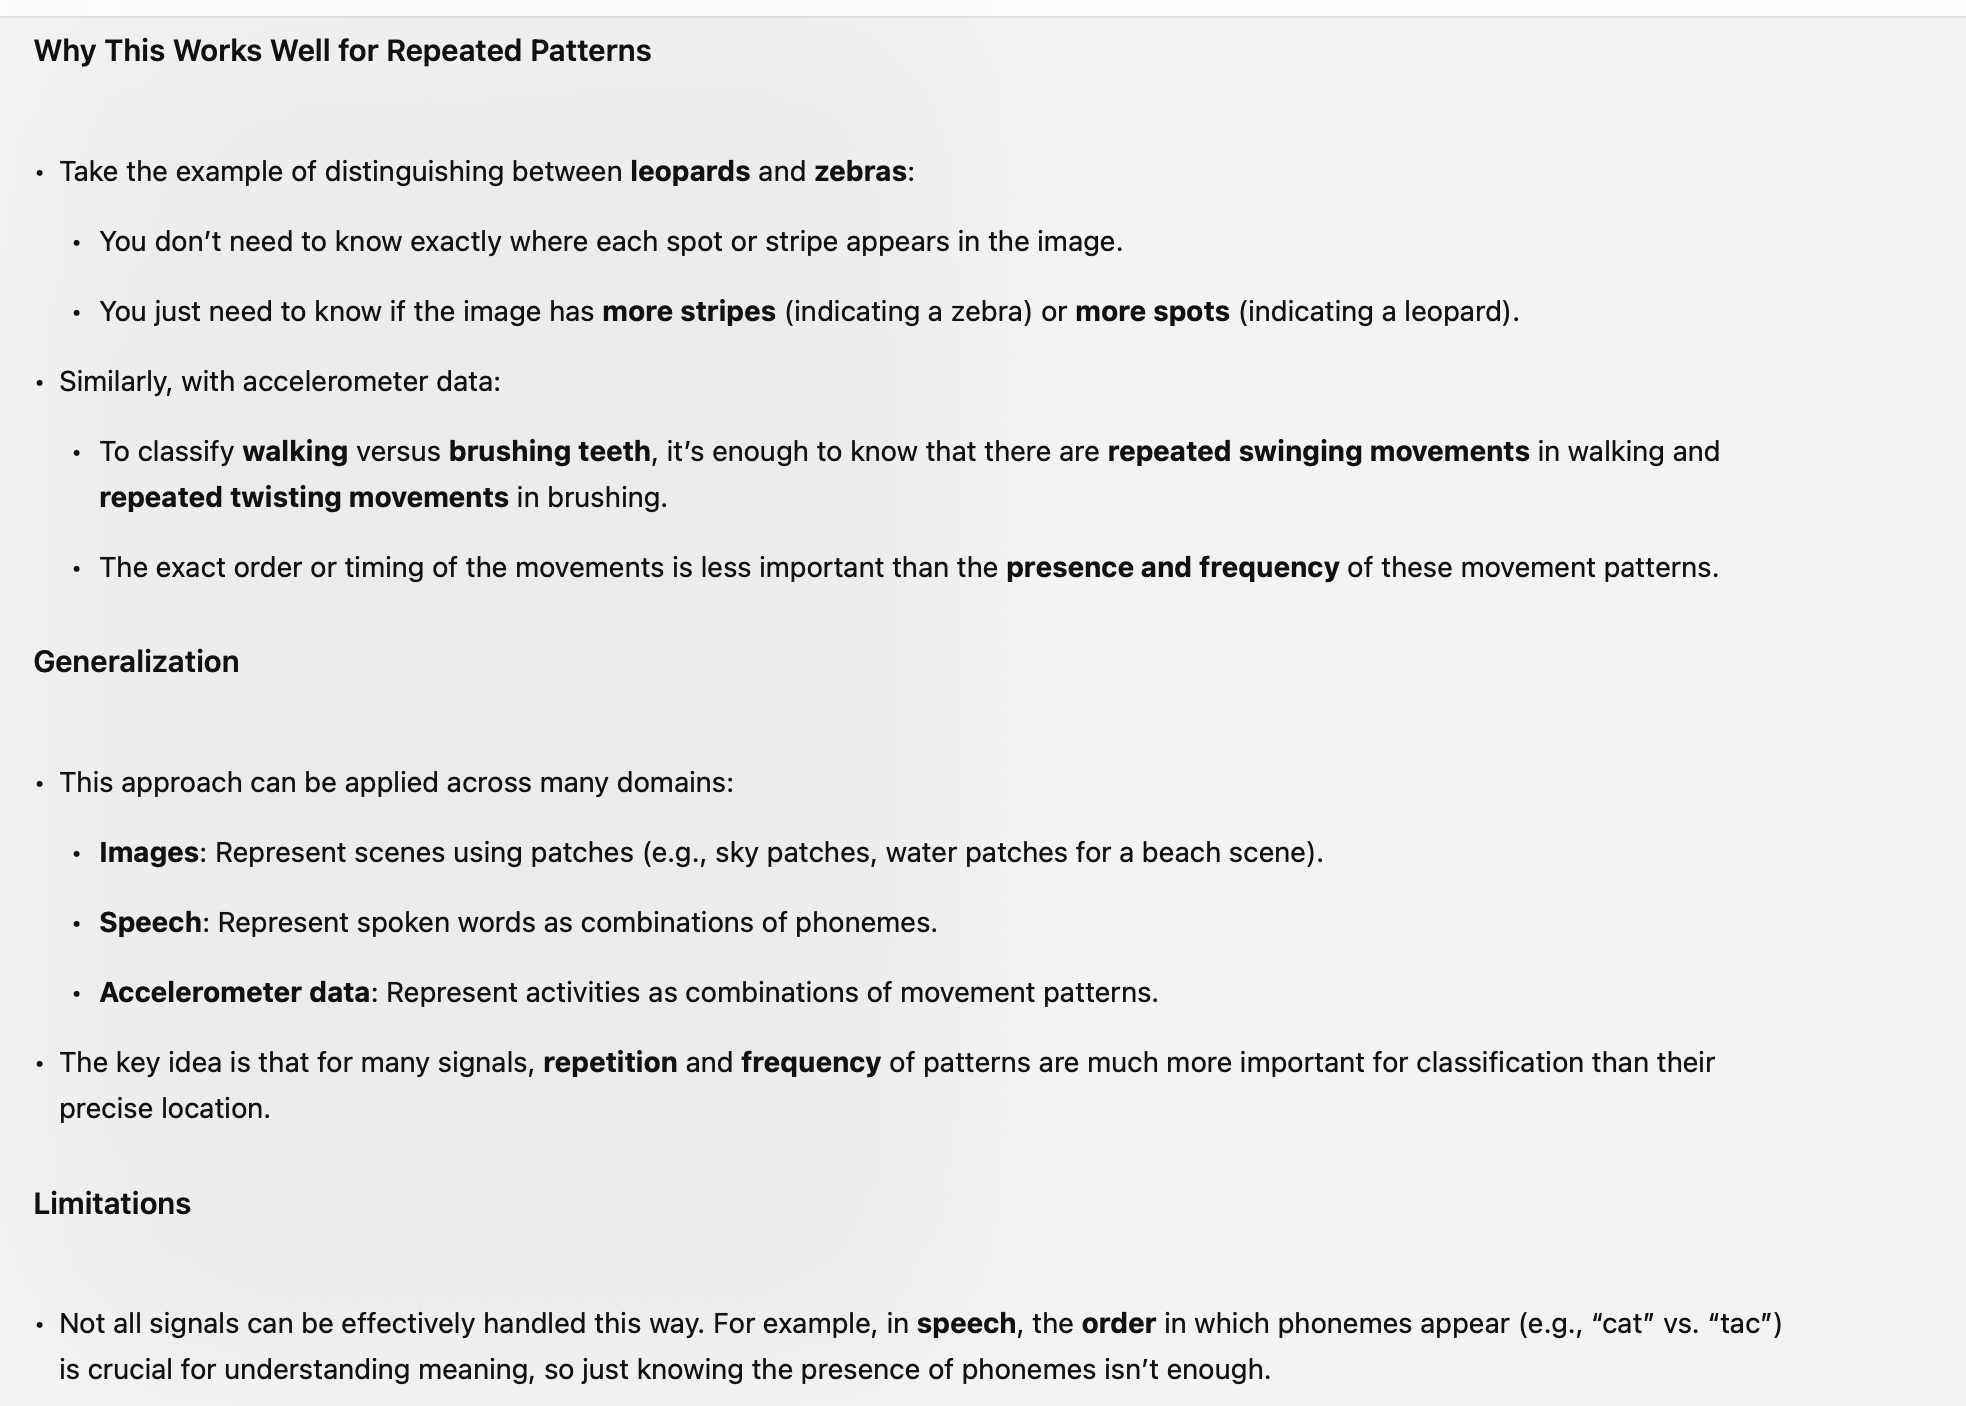 Why This Works Well for Repeated Patterns
• Take the example of distinguishing between leopards and zebras:
• You don’t need to know exactly where each spot or stripe appears in the image.
• You just need to know if the image has more stripes (indicating a zebra) or more spots (indicating a leopard).
• Similarly, with accelerometer data:
• To classify walking versus brushing teeth, it’s enough to know that there are repeated swinging movements in walking and
repeated twisting movements in brushing.
• The exact order or timing of the movements is less important than the presence and frequency of these movement patterns.
Generalization
• This approach can be applied across many domains:
• Images: Represent scenes using patches (e.g., sky patches, water patches for a beach scene).
• Speech: Represent spoken words as combinations of phonemes.
• Accelerometer data: Represent activities as combinations of movement patterns.
• The key idea is that for many signals, repetition and frequency of patterns are much more important for classification than their
precise location.
Limitations
• Not all signals can be effectively handled this way. For example, in speech, the order in which phonemes appear (e.g., “cat” vs. “tac”)
is crucial for understanding meaning, so just knowing the presence of phonemes isn’t enough.